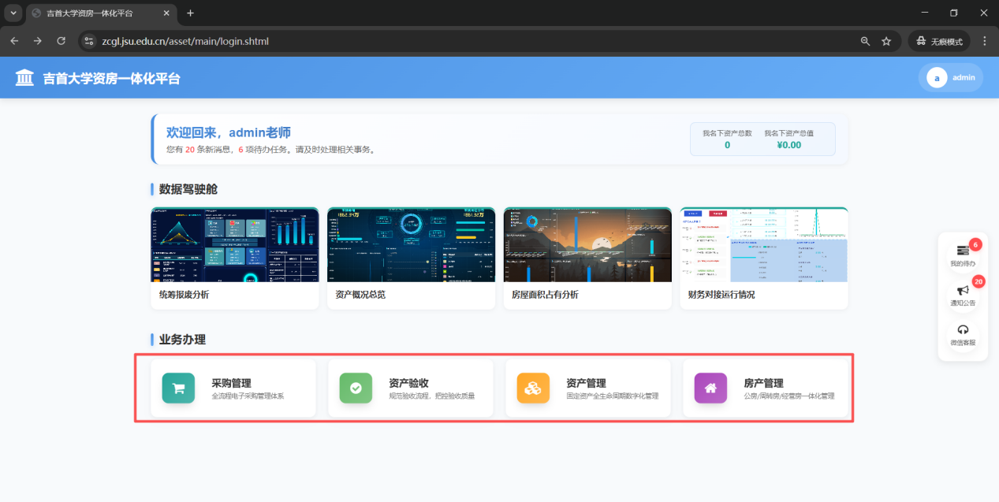 吉首大学资房一体化平台
zcgl.jsu.edu.cn/asset/main/login.shtml
无痕模式
吉首大学资房一体化平台
a admin
欢迎回来，admin老师
您有 20 条新消息，6 项待办任务。请及时处理相关事务。
我名下资产总数 我名下资产总值
0 ¥0.00
数据驾驶舱
统筹报废分析 资产概况总览 房屋面积占有分析 财务对接运行情况
6
我的待办
20
通知公告
微信客服
业务办理
采购管理 资产验收 资产管理 房产管理
全流程电子采购管理体系 规范验收流程，把控验收质量 固定资产全生命周期数字化管理 公房/周转房/经营房一体化管理